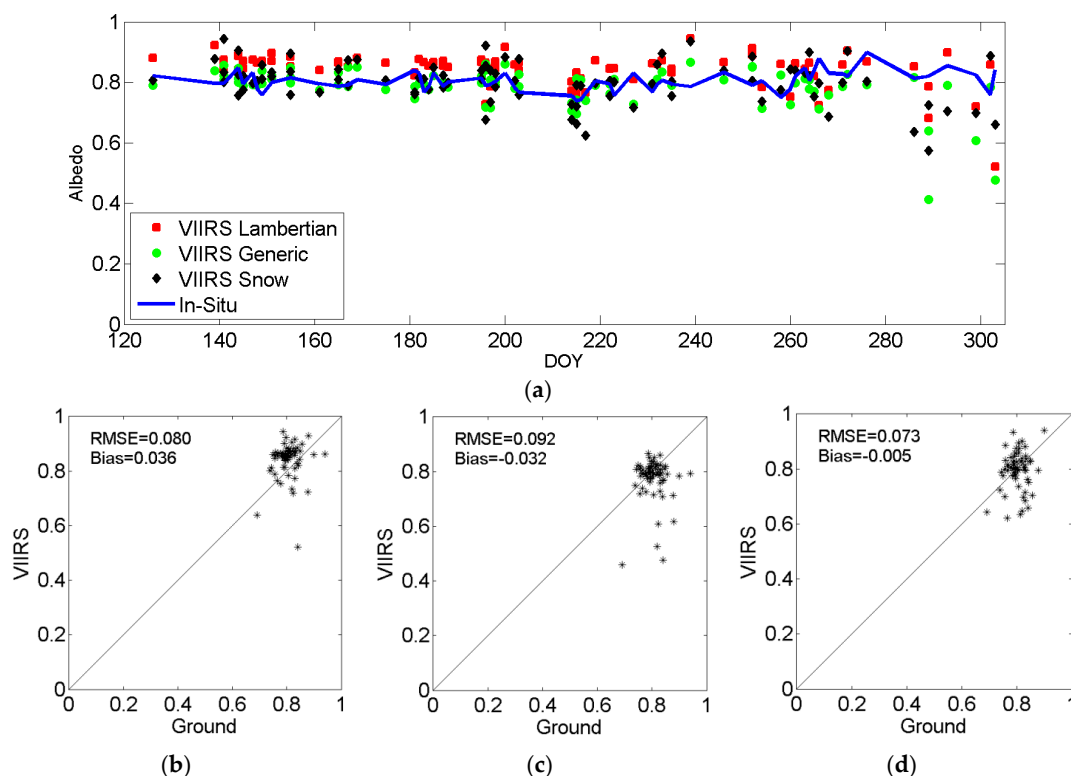 1
0.8
0.6
0.4
0.2
0
Albedo
VIIRS Lambertian
VIIRS Generic
VIIRS Snow
In-Situ
120 140 160 180 200 220 240 260 280 300
DOY
(a)
1
0.8
0.6
0.4
0.2
0
VIIRS
RMSE=0.080
Bias=0.036
0 0.2 0.4 0.6 0.8 1
Ground
(b)
1
0.8
0.6
0.4
0.2
0
VIIRS
RMSE=0.092
Bias=-0.032
0 0.2 0.4 0.6 0.8 1
Ground
(c)
1
0.8
0.6
0.4
0.2
0
VIIRS
RMSE=0.073
Bias=-0.005
0 0.2 0.4 0.6 0.8 1
Ground
(d)